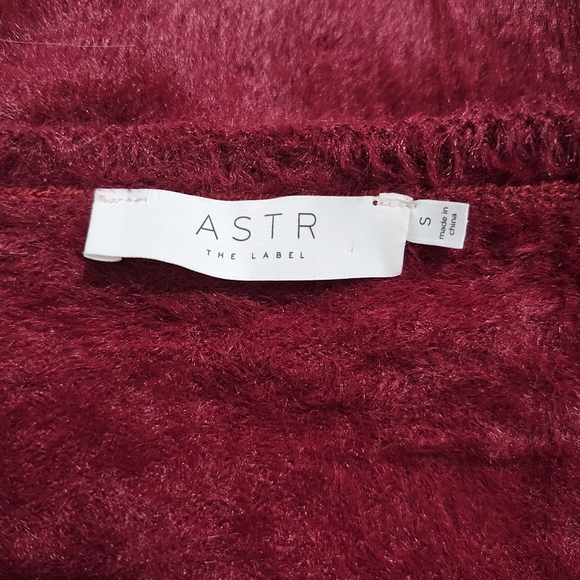 ASTR
THE LABEL
S
made in
china